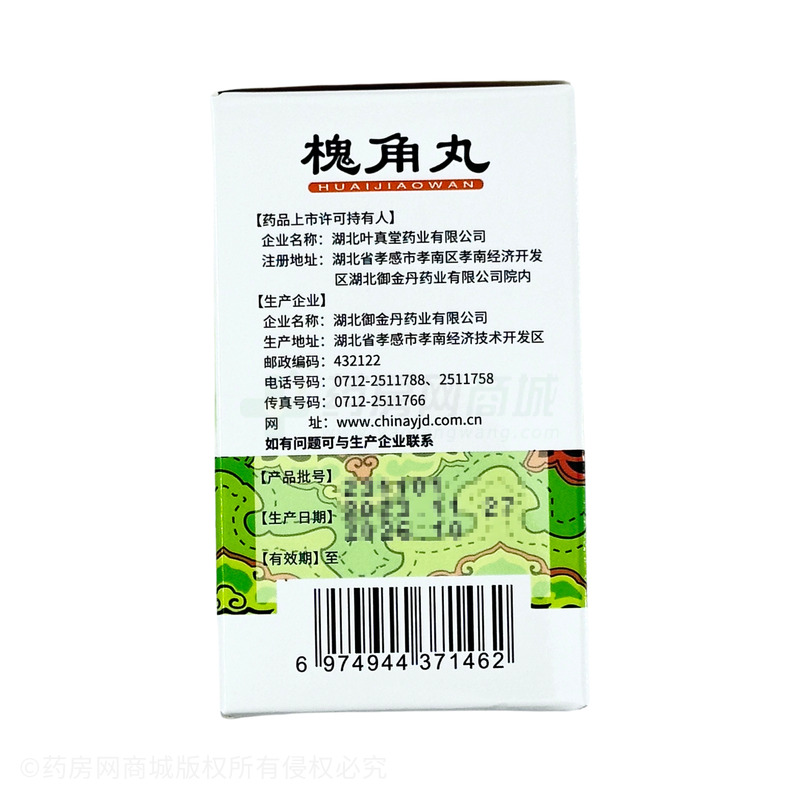 槐角丸
HUAIJIAOWAN
【药品上市许可持有人】
企业名称：湖北叶真堂药业有限公司
注册地址：湖北省孝感市孝南区孝南经济开发
区湖北御金丹药业有限公司院内
【生产企业】
企业名称：湖北御金丹药业有限公司
生产地址：湖北省孝感市孝南经济技术开发区
邮政编码：432122
电话号码：0712-2511788、2511758
传真号码：0712-2511766
网 址：www.chinayjd.com.cn
如有问题可与生产企业联系
【产品批号】
【生产日期】2023 11 27
【有效期】至 2026 10
6 974944 371462
©药房网商城版权所有侵权必究